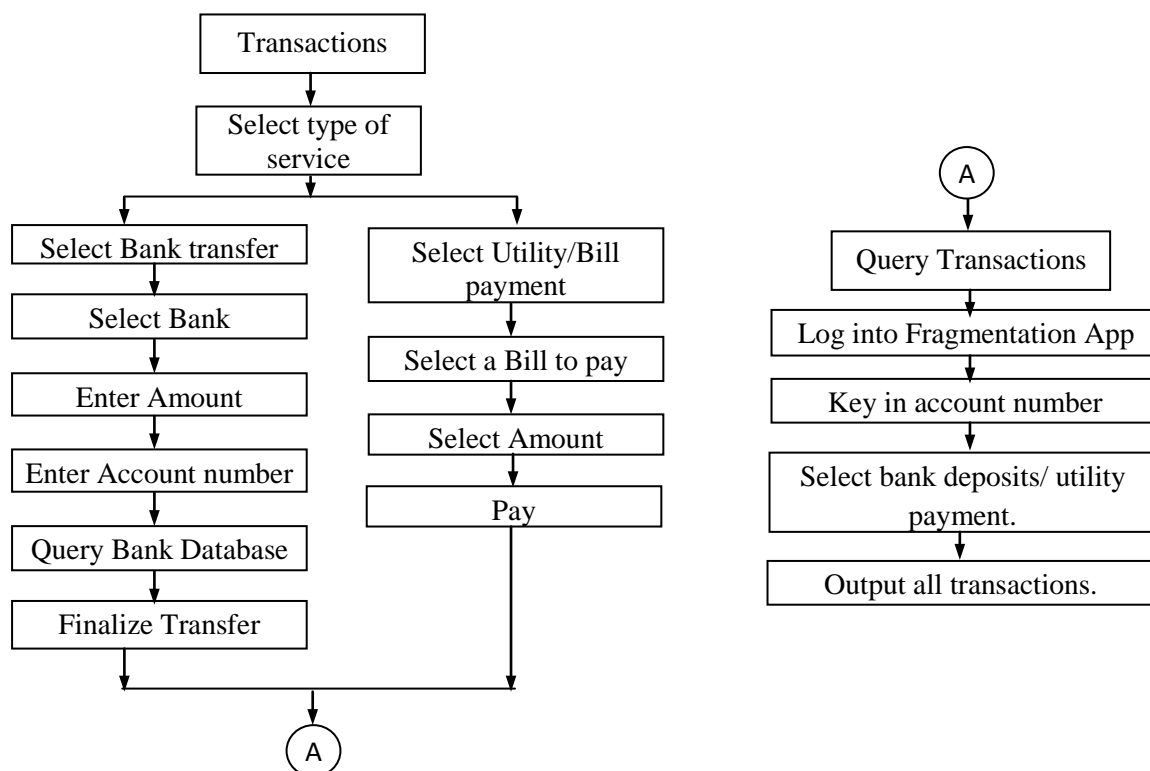 Transactions
Select type of
service
Select Bank transfer
Select Bank
Enter Amount
Enter Account number
Query Bank Database
Finalize Transfer
Select Utility/Bill
payment
Select a Bill to pay
Select Amount
Pay
A
A
Query Transactions
Log into Fragmentation App
Key in account number
Select bank deposits/ utility
payment.
Output all transactions.